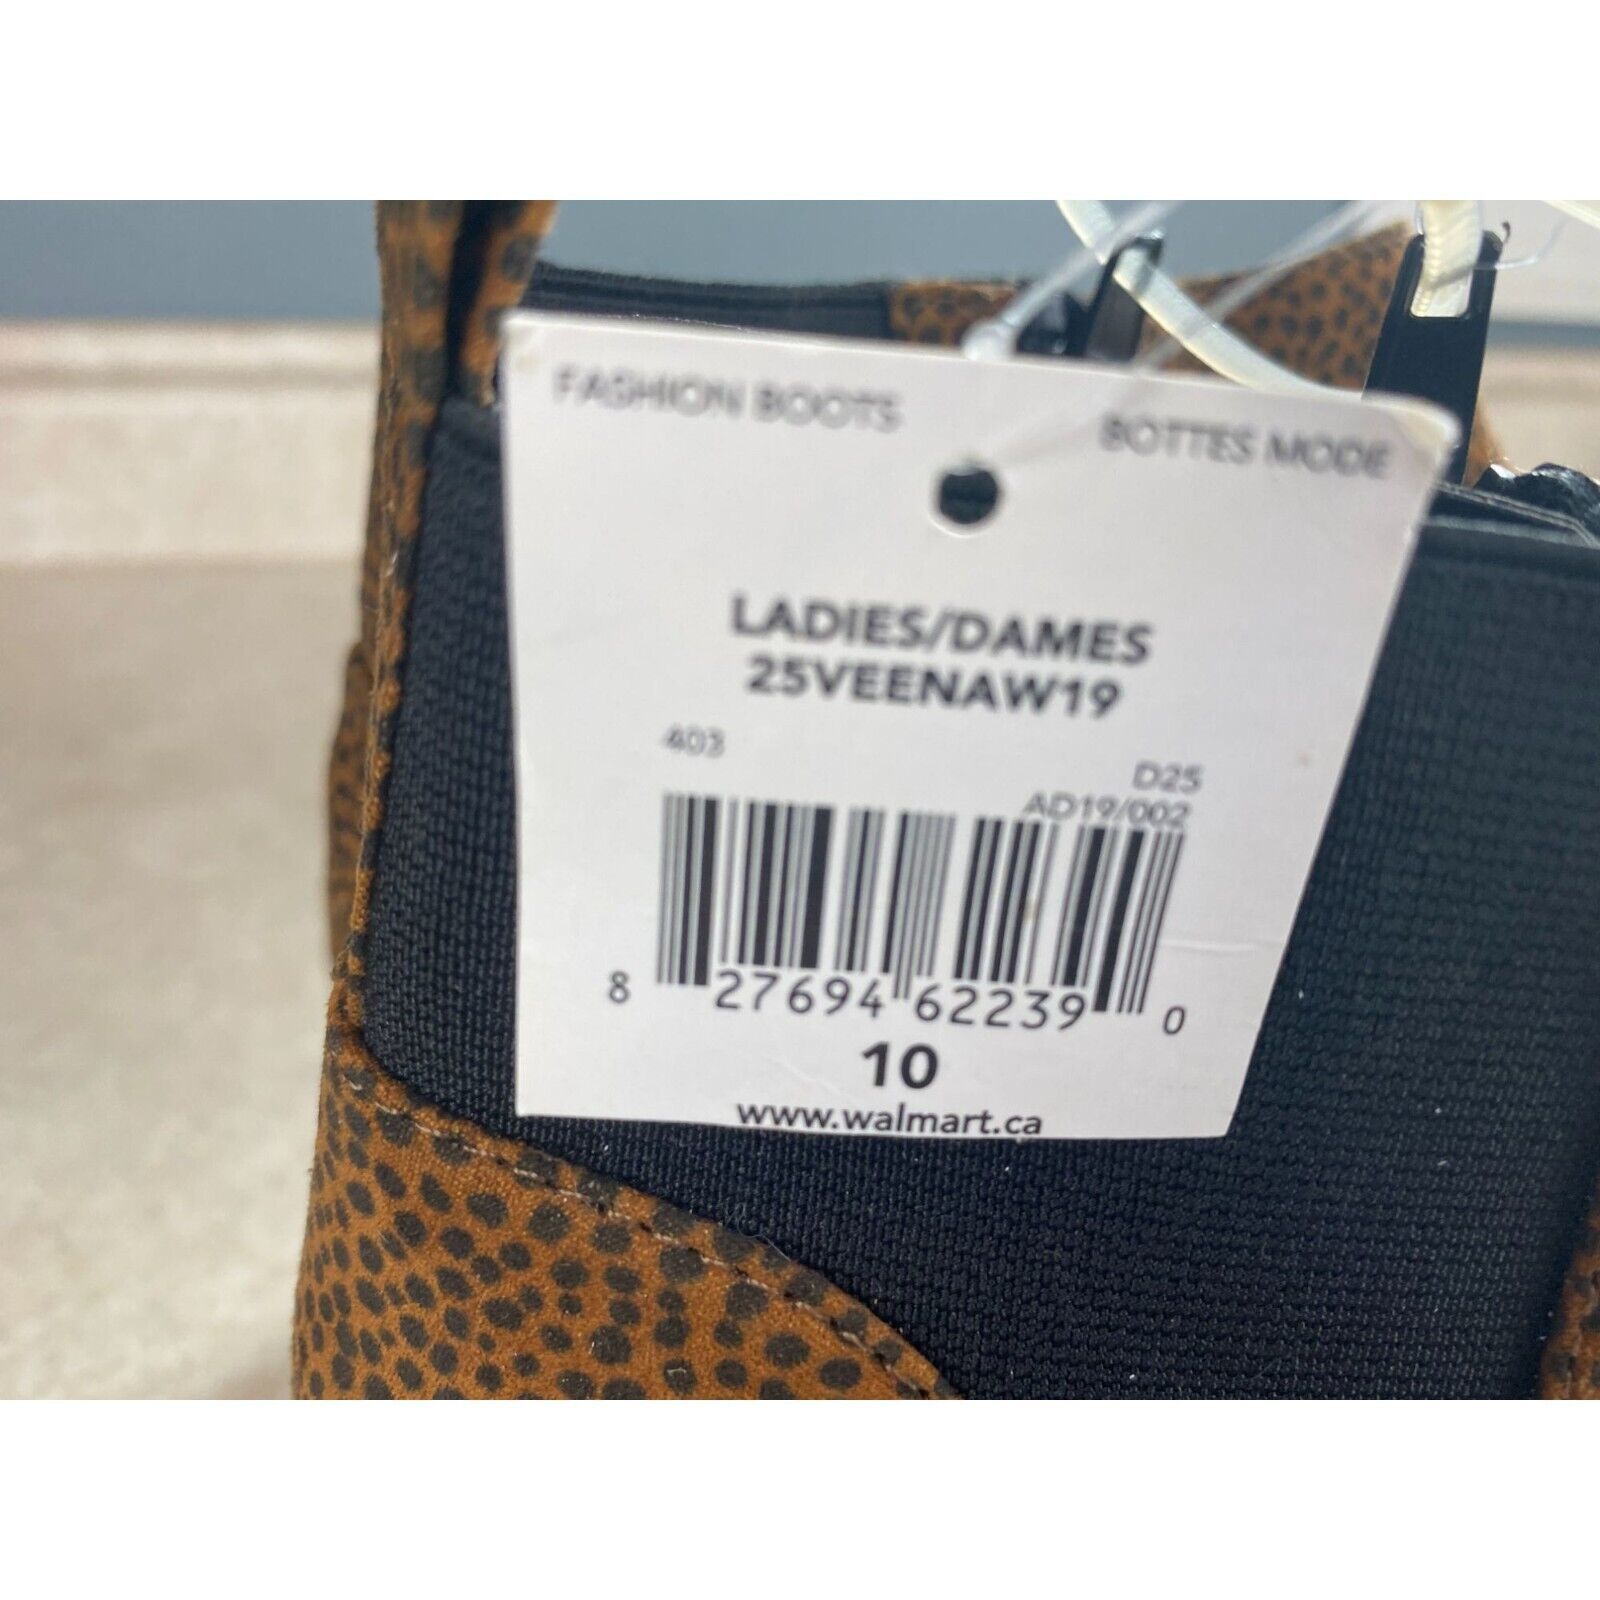 FASHION BOOTS
BOTTES MODE
LADIES/DAMES
25VEENAW19
403
D25
AD19/002
8 27694 62239 0
10
www.walmart.ca